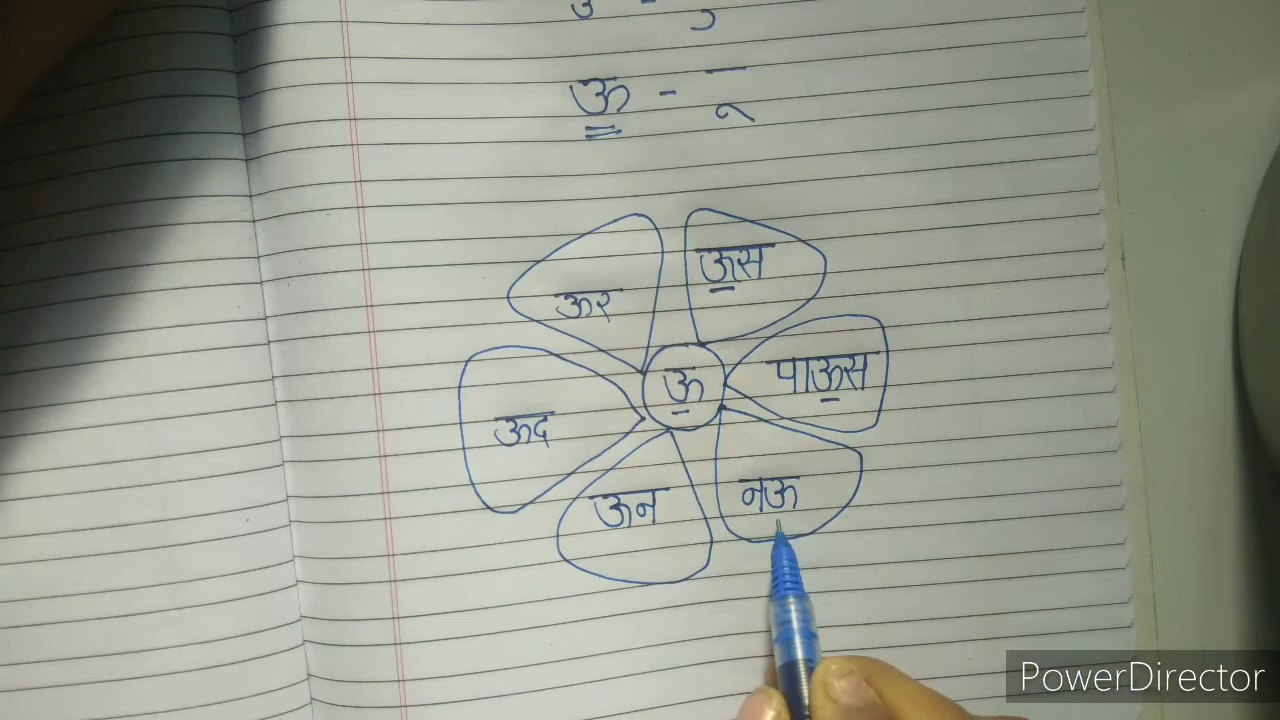 उ - ु
ऊ - ू
ऊस
पाऊस
नऊ
ऊन
ऊद
ऊर
ऊ
PowerDirector